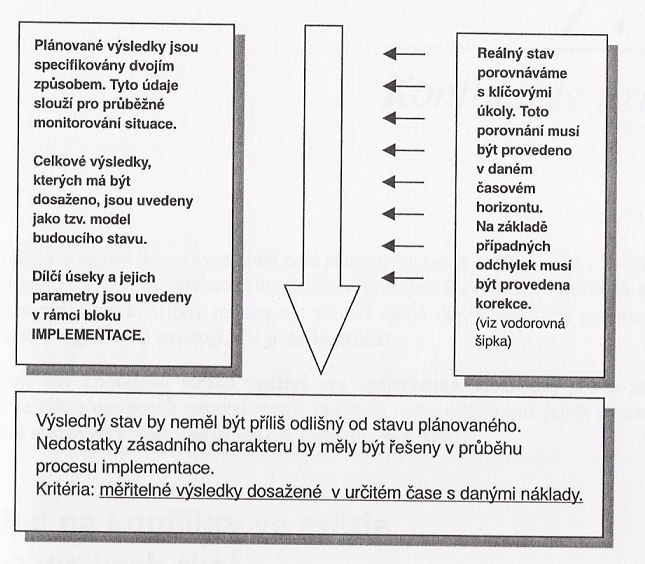 Plánované výsledky jsou
specifikovány dvojím
způsobem. Tyto údaje
slouží pro průběžné
monitorování situace.
Celkové výsledky,
kterých má být
dosaženo, jsou uvedeny
jako tzv. model
budoucího stavu.
Dílčí úseky a jejich
parametry jsou uvedeny
v rámci bloku
IMPLEMENTACE.
Reálný stav
porovnáváme
s klíčovými
úkoly. Toto
porovnání musí
být provedeno
v daném
časovém
horizontu.
Na základě
případných
odchylek musí
být provedena
korekce.
(viz vodorovná
šipka)
Výsledný stav by neměl být příliš odlišný od stavu plánovaného.
Nedostatky zásadního charakteru by měly být řešeny v průběhu
procesu implementace.
Kritéria: měřitelné výsledky dosažené v určitém čase s danými náklady.